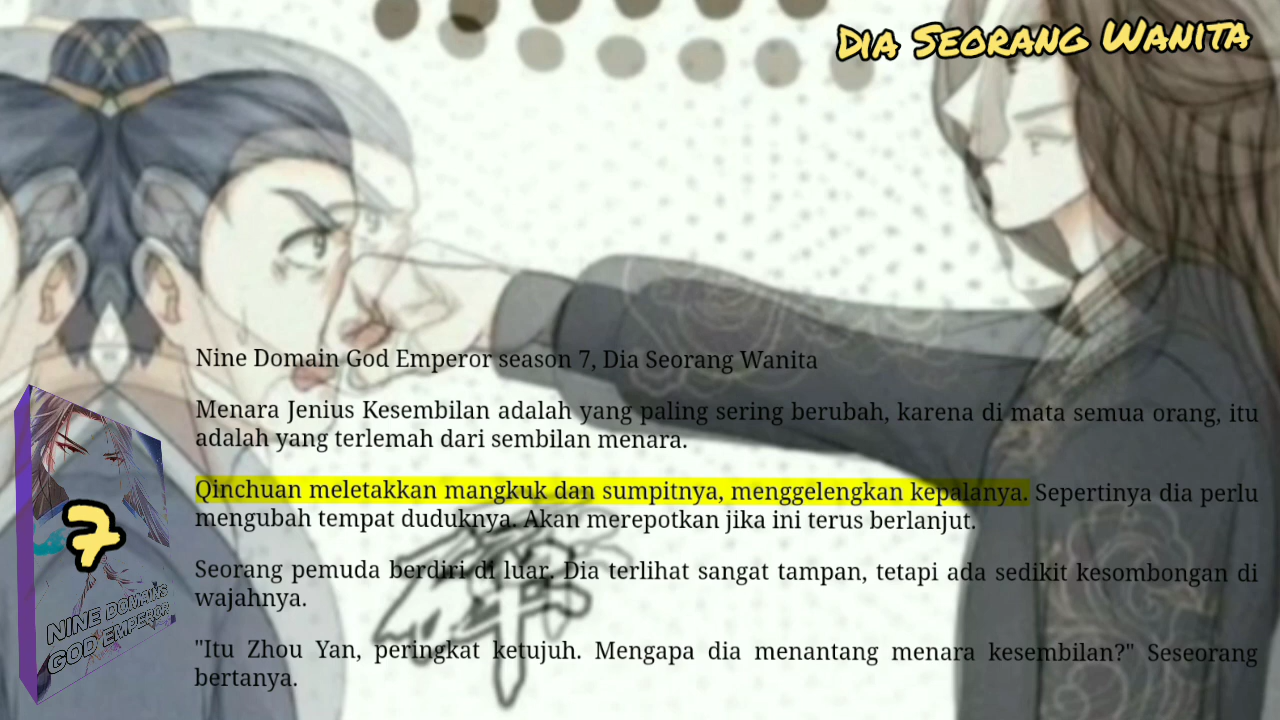 Dia Seorang Wanita
Nine Domain God Emperor season 7, Dia Seorang Wanita
Menara Jenius Kesembilan adalah yang paling sering berubah, karena di mata semua orang, itu
adalah yang terlemah dari sembilan menara.
Qinchuan meletakkan mangkuk dan sumpitnya, menggelengkan kepalanya. Sepertinya dia perlu
mengubah tempat duduknya. Akan merepotkan jika ini terus berlanjut.
Seorang pemuda berdiri di luar. Dia terlihat sangat tampan, tetapi ada sedikit kesombongan di
wajahnya.
"Itu Zhou Yan, peringkat ketujuh. Mengapa dia menantang menara kesembilan?" Seseorang
bertanya.
7
NINE DOMAINS
GOD EMPEROR